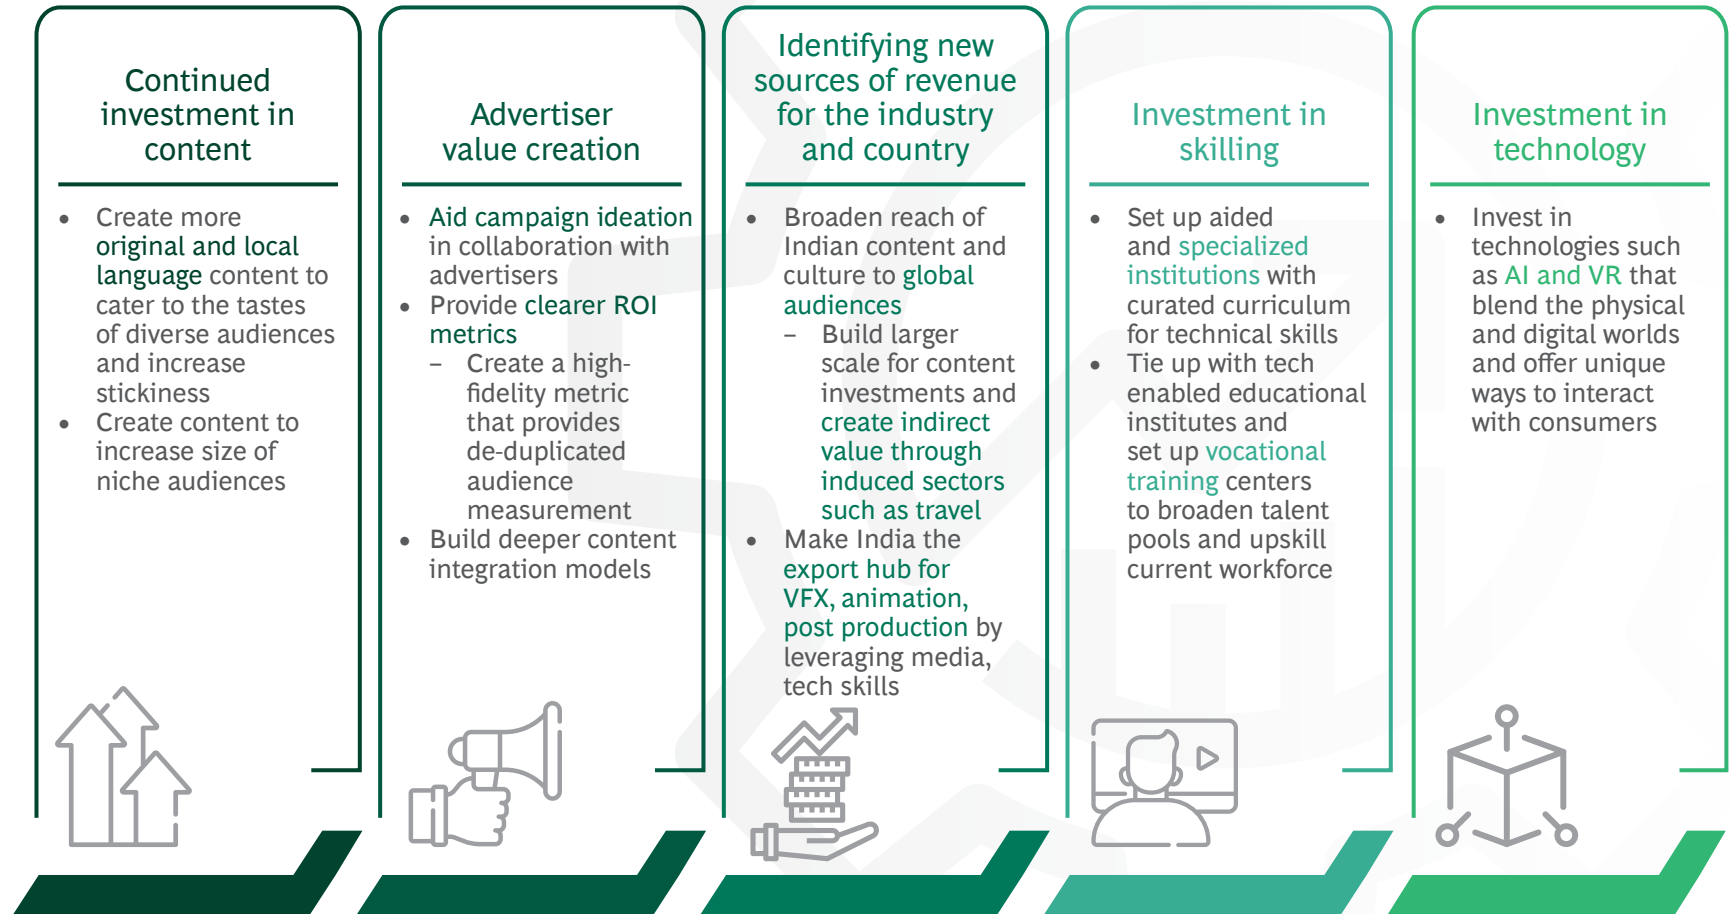 Continued
investment in
content
• Create more
original and local
language content to
cater to the tastes
of diverse audiences
and increase
stickiness
• Create content to
increase size of
niche audiences
Advertiser
value creation
• Aid campaign ideation
in collaboration with
advertisers
• Provide clearer ROI
metrics
– Create a high-
fidelity metric
that provides
de-duplicated
audience
measurement
• Build deeper content
integration models
Identifying new
sources of revenue
for the industry
and country
• Broaden reach of
Indian content and
culture to global
audiences
– Build larger
scale for content
investments and
create indirect
value through
induced sectors
such as travel
• Make India the
export hub for
VFX, animation,
post production by
leveraging media,
tech skills
Investment in
skilling
• Set up aided
and specialized
institutions with
curated curriculum
for technical skills
• Tie up with tech
enabled educational
institutes and
set up vocational
training centers
to broaden talent
pools and upskill
current workforce
Investment in
technology
• Invest in
technologies such
as AI and VR that
blend the physical
and digital worlds
and offer unique
ways to interact
with consumers